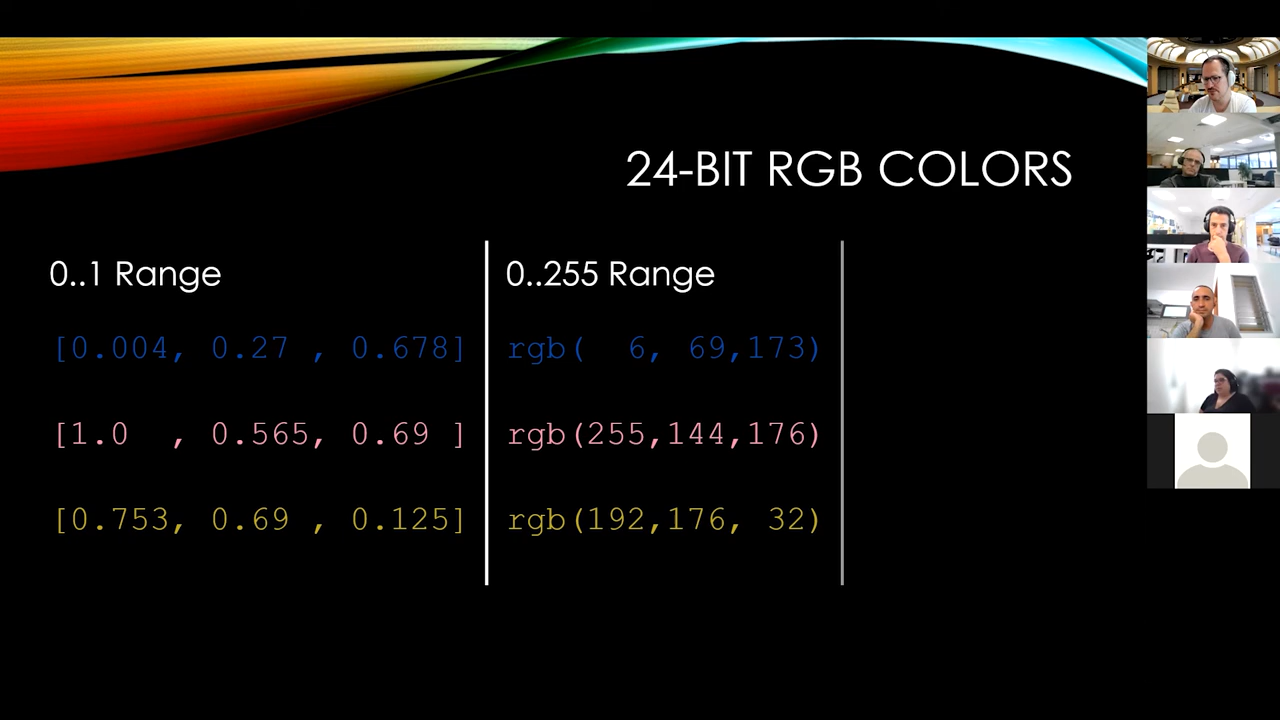 24-BIT RGB COLORS
0..1 Range
[0.004, 0.27 , 0.678]
[1.0  , 0.565, 0.69 ]
[0.753, 0.69 , 0.125]
0..255 Range
rgb(  6, 69,173)
rgb(255,144,176)
rgb(192,176, 32)